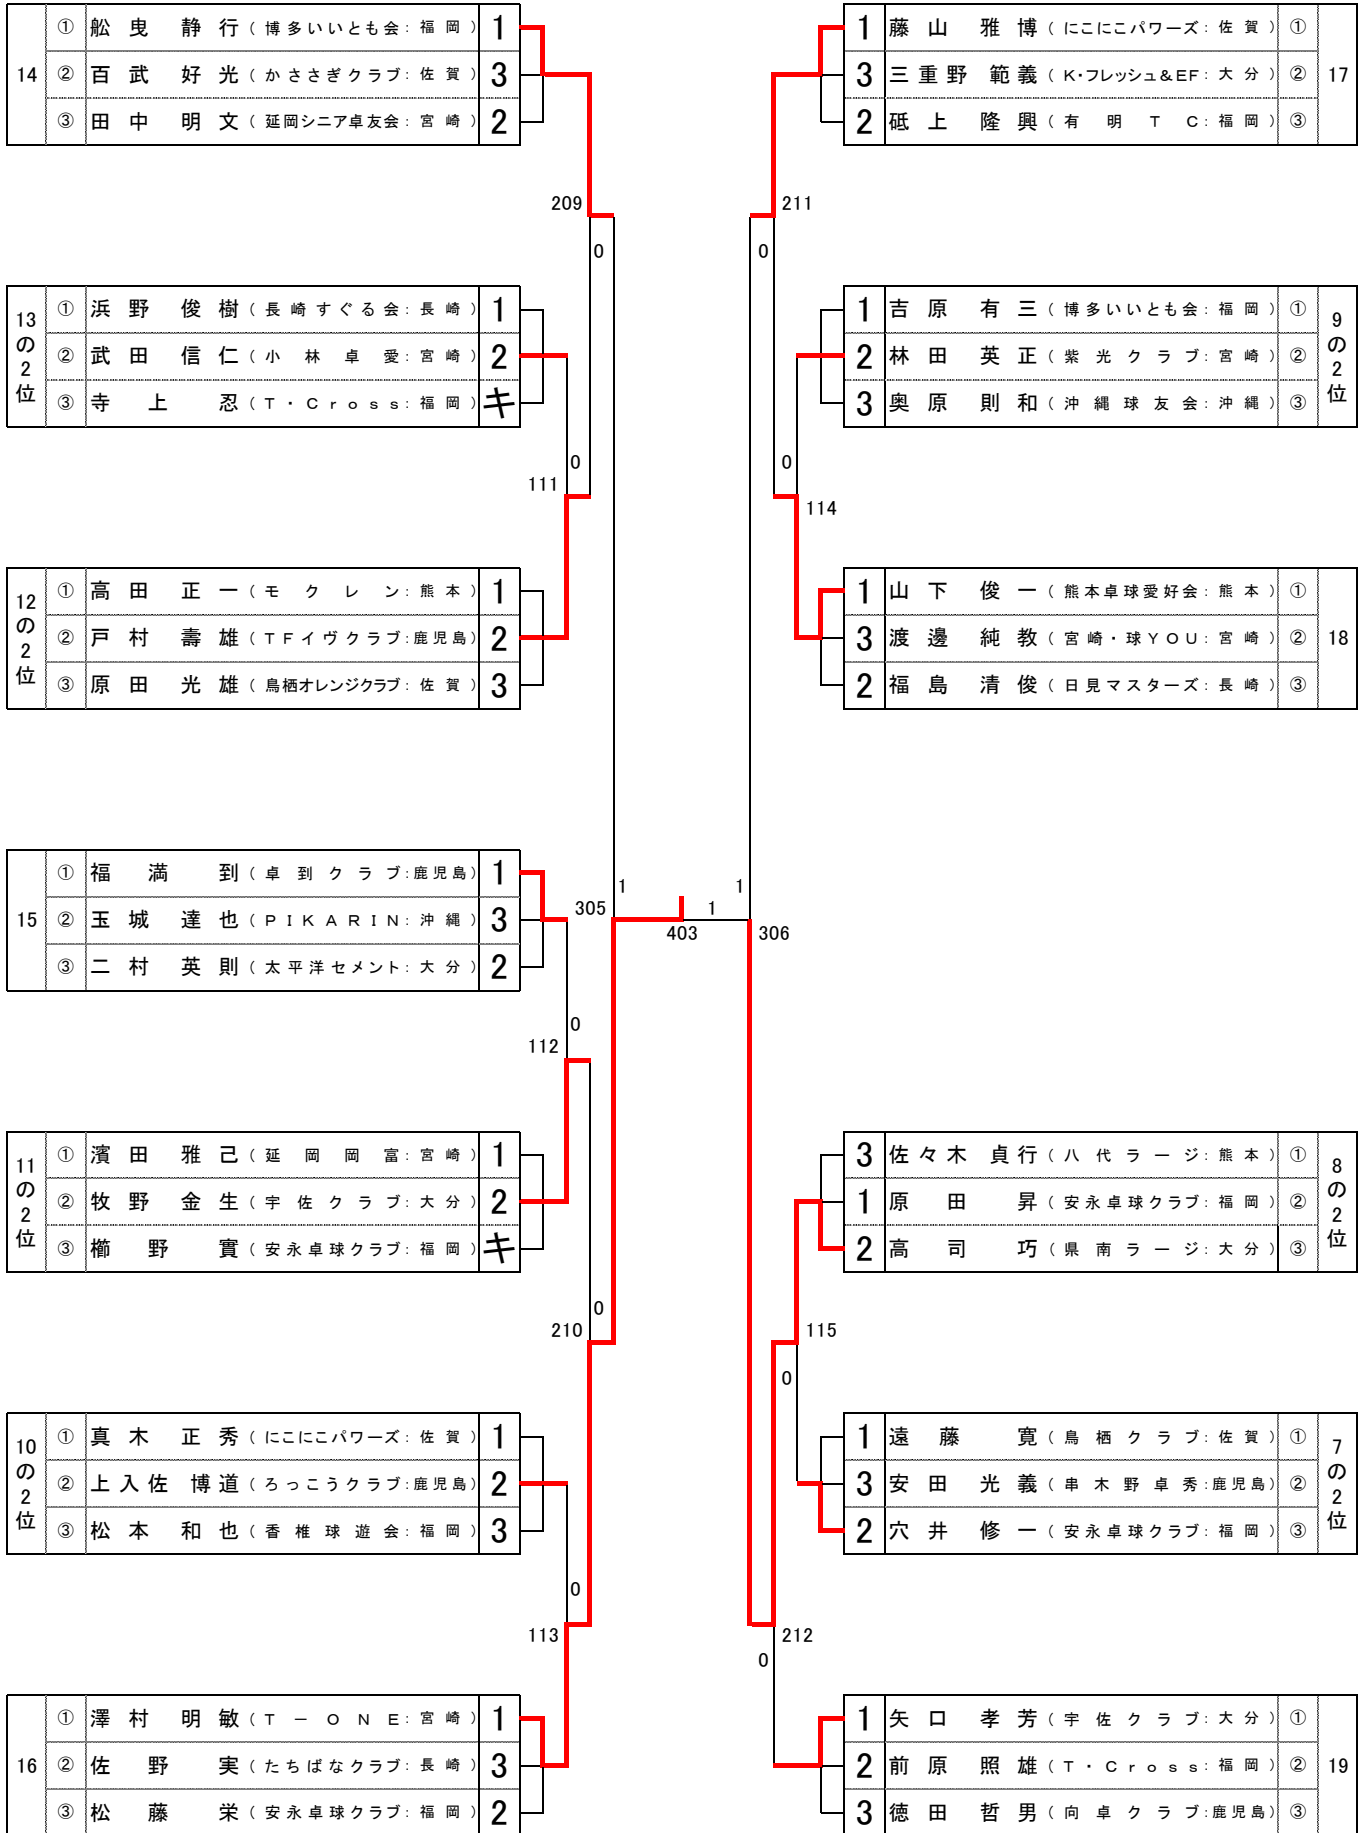 14
① 舩曳 静行 (博多いいとも会:福岡) 1
② 百武 好光 (かささぎクラブ:佐賀) 3
③ 田中 明文 (延岡シニア卓友会:宮崎) 2
209
0
13の2位
① 浜野 俊樹 (長崎すぐる会:長崎) 1
② 武田 信仁 (小林卓愛:宮崎) 2
③ 寺上 忍 (T・Cross:福岡) キ
0
111
12の2位
① 高田 正一 (モクレン:熊本) 1
② 戸村 壽雄 (TFイヴクラブ:鹿児島) 2
③ 原田 光雄 (鳥栖オレンジクラブ:佐賀) 3
15
① 福満 到 (卓到クラブ:鹿児島) 1
② 玉城 達也 (PIKARIN:沖縄) 3
③ 二村 英則 (太平洋セメント:大分) 2
1
305
0
112
11の2位
① 濱田 雅己 (延岡岡富:宮崎) 1
② 牧野 金生 (宇佐クラブ:大分) 2
③ 櫛野 實 (安永卓球クラブ:福岡) キ
0
210
10の2位
① 真木 正秀 (にこにこパワーズ:佐賀) 1
② 上入佐 博道 (ろっこうクラブ:鹿児島) 2
③ 松本 和也 (香椎球遊会:福岡) 3
0
113
16
① 澤村 明敏 (T－ONE:宮崎) 1
② 佐野 実 (たちばなクラブ:長崎) 3
③ 松藤 栄 (安永卓球クラブ:福岡) 2
1
403
1 藤山 雅博 (にこにこパワーズ:佐賀) ①
3 三重野 範義 (K・フレッシュ&EF:大分) ②
2 砥上 隆興 (有明TC:福岡) ③
17
211
0
1 吉原 有三 (博多いいとも会:福岡) ①
2 林田 英正 (紫光クラブ:宮崎) ②
3 奥原 則和 (沖縄球友会:沖縄) ③
9の2位
0
114
1 山下 俊一 (熊本卓球愛好会:熊本) ①
3 渡邊 純教 (宮崎・球YOU:宮崎) ②
2 福島 清俊 (日見マスターズ:長崎) ③
18
1
306
3 佐々木 貞行 (八代ラージ:熊本) ①
1 原田 昇 (安永卓球クラブ:福岡) ②
2 高司 巧 (県南ラージ:大分) ③
8の2位
115
0
1 遠藤 寛 (鳥栖クラブ:佐賀) ①
3 安田 光義 (串木野卓秀:鹿児島) ②
2 穴井 修一 (安永卓球クラブ:福岡) ③
7の2位
212
0
1 矢口 孝芳 (宇佐クラブ:大分) ①
2 前原 照雄 (T・Cross:福岡) ②
3 徳田 哲男 (向卓クラブ:鹿児島) ③
19